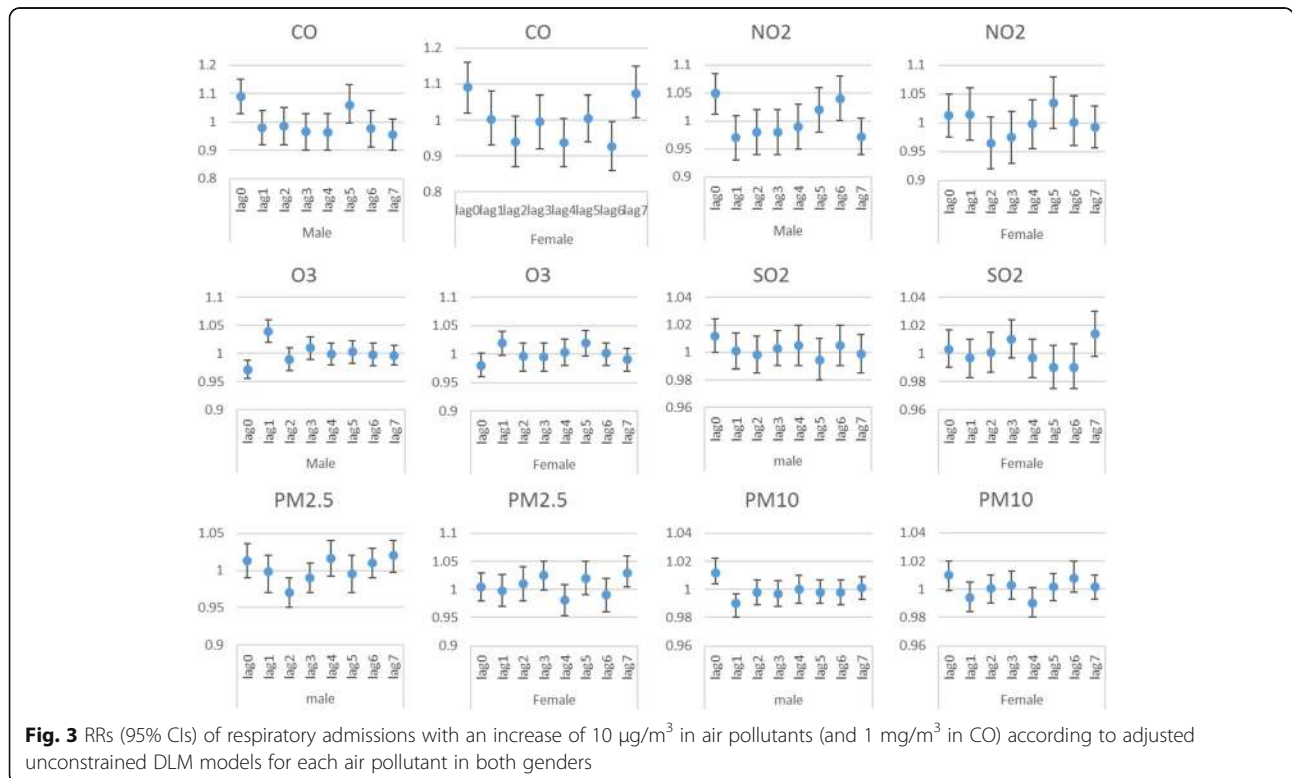 CO CO NO2 NO2
1.2 1.2 1.1 1.1
1.1 1.1 1.05 1.05
1 1 1 1
0.9 0.9 0.95 0.95
0.8 0.8 0.9 0.9
lag0 lag1 lag2 lag3 lag4 lag5 lag6 lag7 lag0 lag1 lag2 lag3 lag4 lag5 lag6 lag7 lag0 lag1 lag2 lag3 lag4 lag5 lag6 lag7 lag0 lag1 lag2 lag3 lag4 lag5 lag6 lag7
Male Female Male Female
O3 O3 SO2 SO2
1.1 1.1 1.04 1.04
1.05 1.05 1.02 1.02
1 1 1 1
0.95 0.95 0.98 0.98
0.9 0.9 0.96 0.96
lag0 lag1 lag2 lag3 lag4 lag5 lag6 lag7 lag0 lag1 lag2 lag3 lag4 lag5 lag6 lag7 lag0 lag1 lag2 lag3 lag4 lag5 lag6 lag7 lag0 lag1 lag2 lag3 lag4 lag5 lag6 lag7
Male Female male Female
PM2.5 PM2.5 PM10 PM10
1.05 1.1 1.04 1.04
1 1.05 1.02 1.02
0.95 1 1 1
0.9 0.95 0.98 0.98
0.9 0.96 0.96
lag0 lag1 lag2 lag3 lag4 lag5 lag6 lag7 lag0 lag1 lag2 lag3 lag4 lag5 lag6 lag7 lag0 lag1 lag2 lag3 lag4 lag5 lag6 lag7 lag0 lag1 lag2 lag3 lag4 lag5 lag6 lag7
male Female male Female
Fig. 3 RRs (95% CIs) of respiratory admissions with an increase of 10 μg/m³ in air pollutants (and 1 mg/m³ in CO) according to adjusted
unconstrained DLM models for each air pollutant in both genders